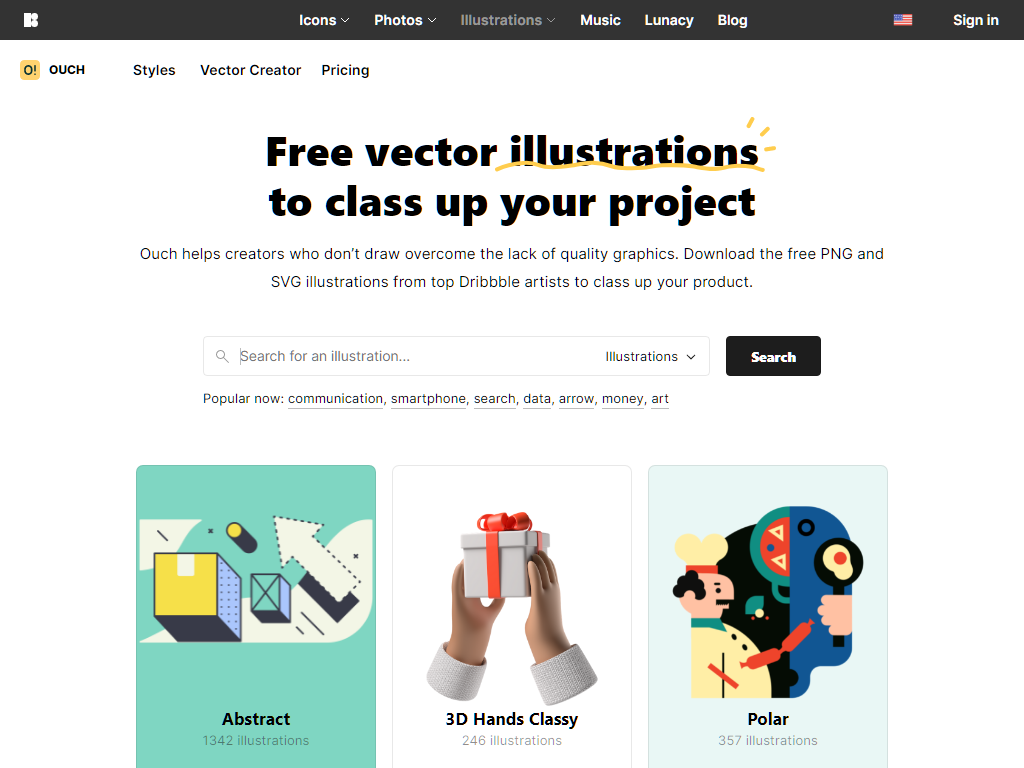 Icons Photos Illustrations Music Lunacy Blog Sign in
O! OUCH Styles Vector Creator Pricing
Free vector illustrations
to class up your project
Ouch helps creators who don’t draw overcome the lack of quality graphics. Download the free PNG and
SVG illustrations from top Dribbble artists to class up your product.
Search for an illustration... Illustrations Search
Popular now: communication, smartphone, search, data, arrow, money, art
Abstract
1342 illustrations
3D Hands Classy
246 illustrations
Polar
357 illustrations